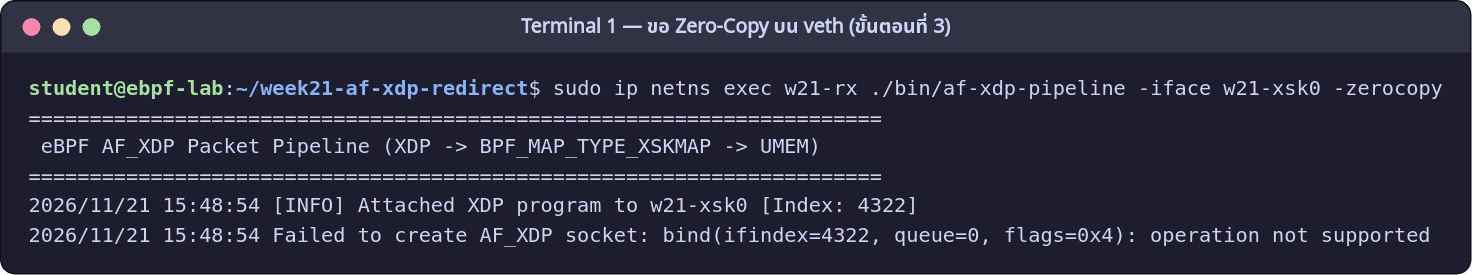 Terminal 1 — ขอ Zero-Copy บน veth (ขั้นตอนที่ 3)
student@ebpf-lab:~/week21-af-xdp-redirect$ sudo ip netns exec w21-rx ./bin/af-xdp-pipeline -iface w21-xsk0 -zerocopy
======================================================================
 eBPF AF_XDP Packet Pipeline (XDP -> BPF_MAP_TYPE_XSKMAP -> UMEM)
======================================================================
2026/11/21 15:48:54 [INFO] Attached XDP program to w21-xsk0 [Index: 4322]
2026/11/21 15:48:54 Failed to create AF_XDP socket: bind(ifindex=4322, queue=0, flags=0x4): operation not supported